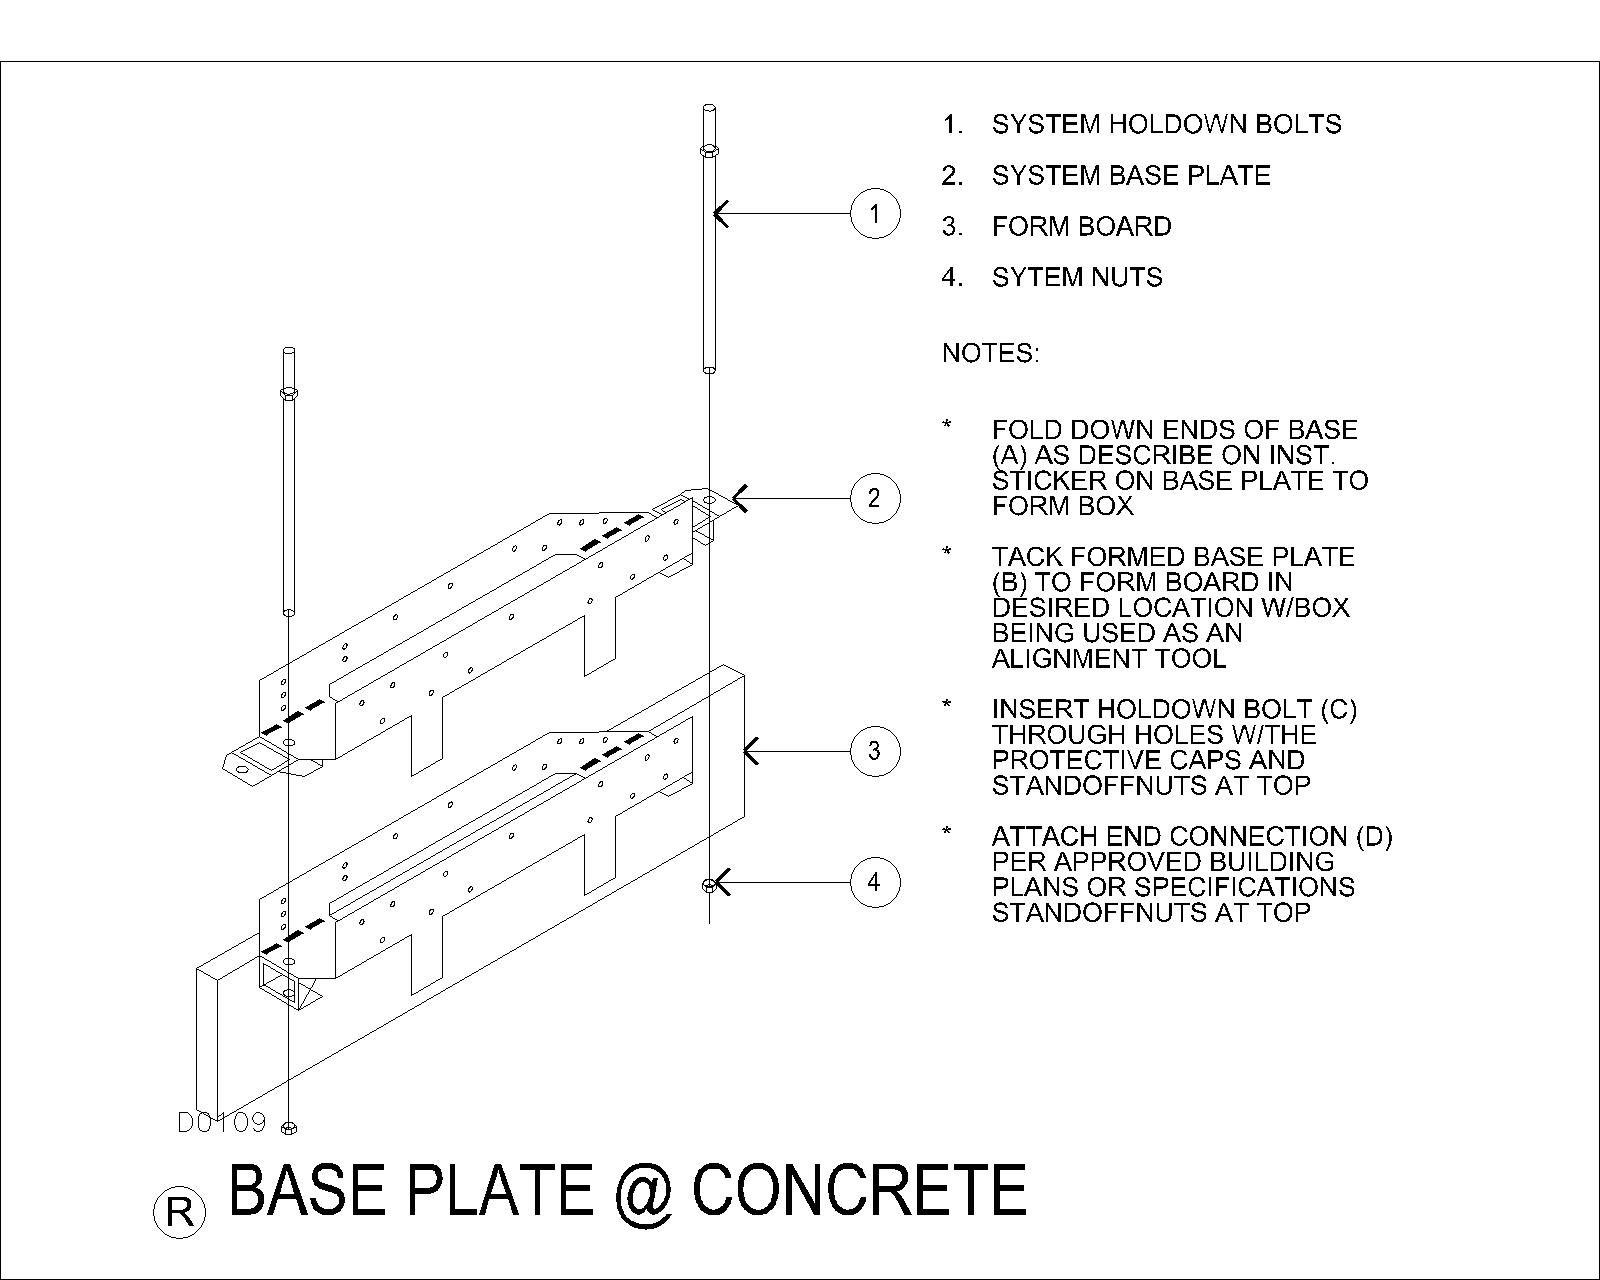 1. SYSTEM HOLDOWN BOLTS
2. SYSTEM BASE PLATE
3. FORM BOARD
4. SYTEM NUTS
NOTES:
* FOLD DOWN ENDS OF BASE
(A) AS DESCRIBE ON INST.
STICKER ON BASE PLATE TO
FORM BOX
* TACK FORMED BASE PLATE
(B) TO FORM BOARD IN
DESIRED LOCATION W/BOX
BEING USED AS AN
ALIGNMENT TOOL
* INSERT HOLDOWN BOLT (C)
THROUGH HOLES W/THE
PROTECTIVE CAPS AND
STANDOFFNUTS AT TOP
* ATTACH END CONNECTION (D)
PER APPROVED BUILDING
PLANS OR SPECIFICATIONS
STANDOFFNUTS AT TOP
1
2
3
4
D0109
R BASE PLATE @ CONCRETE